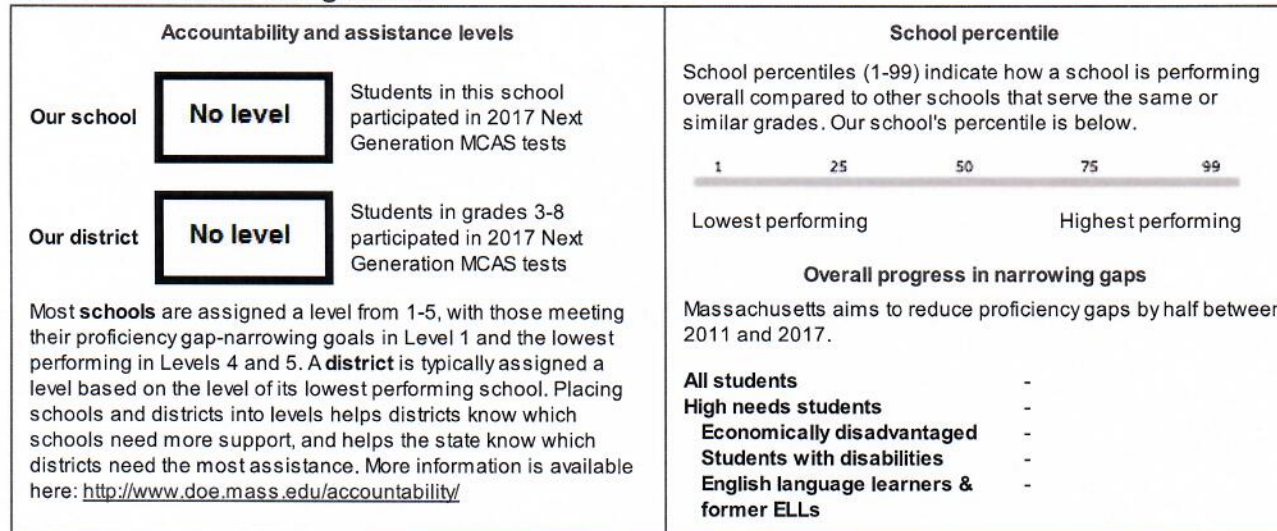 Accountability and assistance levels
Our school
No level
Students in this school
participated in 2017 Next
Generation MCAS tests
Our district
No level
Students in grades 3-8
participated in 2017 Next
Generation MCAS tests
Most schools are assigned a level from 1-5, with those meeting
their proficiency gap-narrowing goals in Level 1 and the lowest
performing in Levels 4 and 5. A district is typically assigned a
level based on the level of its lowest performing school. Placing
schools and districts into levels helps districts know which
schools need more support, and helps the state know which
districts need the most assistance. More information is available
here: http://www.doe.mass.edu/accountability/
School percentile
School percentiles (1-99) indicate how a school is performing
overall compared to other schools that serve the same or
similar grades. Our school's percentile is below.
1 25 50 75 99
Lowest performing Highest performing
Overall progress in narrowing gaps
Massachusetts aims to reduce proficiency gaps by half between
2011 and 2017.
All students -
High needs students -
Economically disadvantaged -
Students with disabilities -
English language learners & -
former ELLs